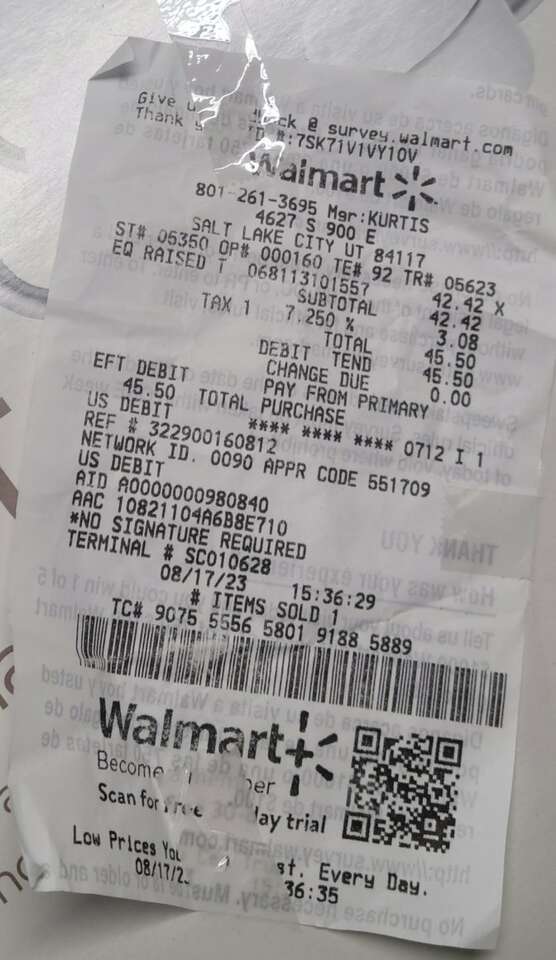 Give u ack @ survey.walmart.com
Thank y ID #:7SK71V1VY10V
Walmart
801-261-3695 Mgr:KURTIS
4627 S 900 E
SALT LAKE CITY UT 84117
ST# 05350 OP# 000160 TE# 92 TR# 05623
EQ RAISED T 068113101557 42.42 X
SUBTOTAL 42.42
TAX 1 7.250 % 3.08
TOTAL 45.50
DEBIT TEND 45.50
CHANGE DUE 0.00
EFT DEBIT PAY FROM PRIMARY
45.50 TOTAL PURCHASE
US DEBIT **** **** **** 0712 I 1
REF # 322900160812
NETWORK ID. 0090 APPR CODE 551709
US DEBIT
AID A0000000980840
AAC 10821104A6B8E710
*NO SIGNATURE REQUIRED
TERMINAL # SC010628
08/17/23 15:36:29
# ITEMS SOLD 1
TC# 9075 5556 5801 9188 5889
Walmart+
Become ber
Scan for free day trial
Low Prices You st. Every Day.
08/17/2 36:35